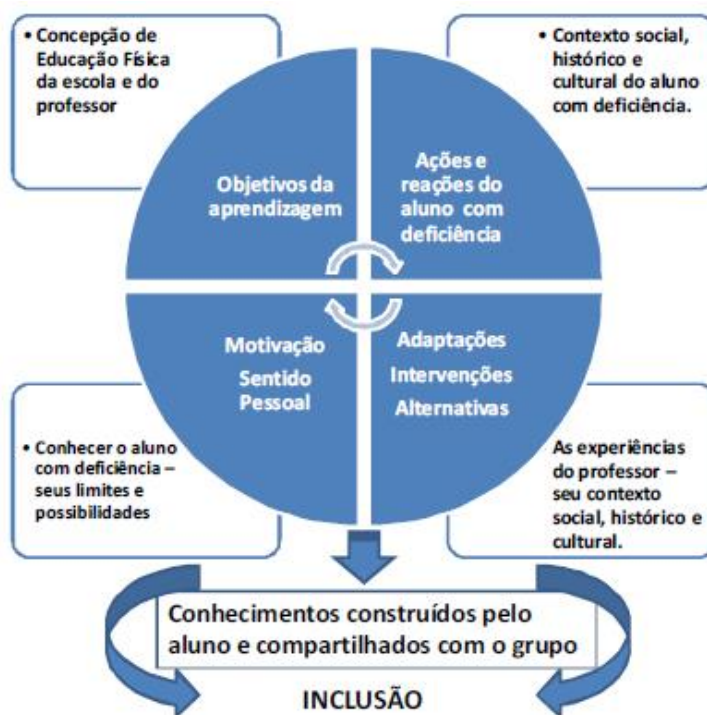 • Concepção de
Educação Física
da escola e do
professor
• Contexto social,
histórico e
cultural do aluno
com deficiência.
Objetivos da
aprendizagem
Ações e
reações do
aluno com
deficiência
Motivação
Sentido
Pessoal
Adaptações
Intervenções
Alternativas
• Conhecer o aluno
com deficiência –
seus limites e
possibilidades
As experiências
do professor –
seu contexto
social, histórico e
cultural.
Conhecimentos construídos pelo
aluno e compartilhados com o grupo
INCLUSÃO